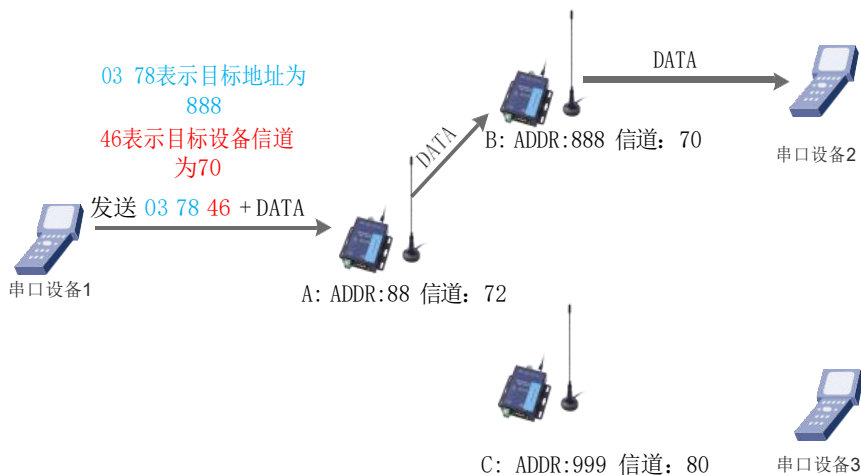 03 78表示目标地址为
888
46表示目标设备信道
为70
发送 03 78 46 +DATA
串口设备1
A: ADDR:88 信道：72
DATA
B: ADDR:888 信道：70
DATA
串口设备2
C: ADDR:999 信道：80
串口设备3